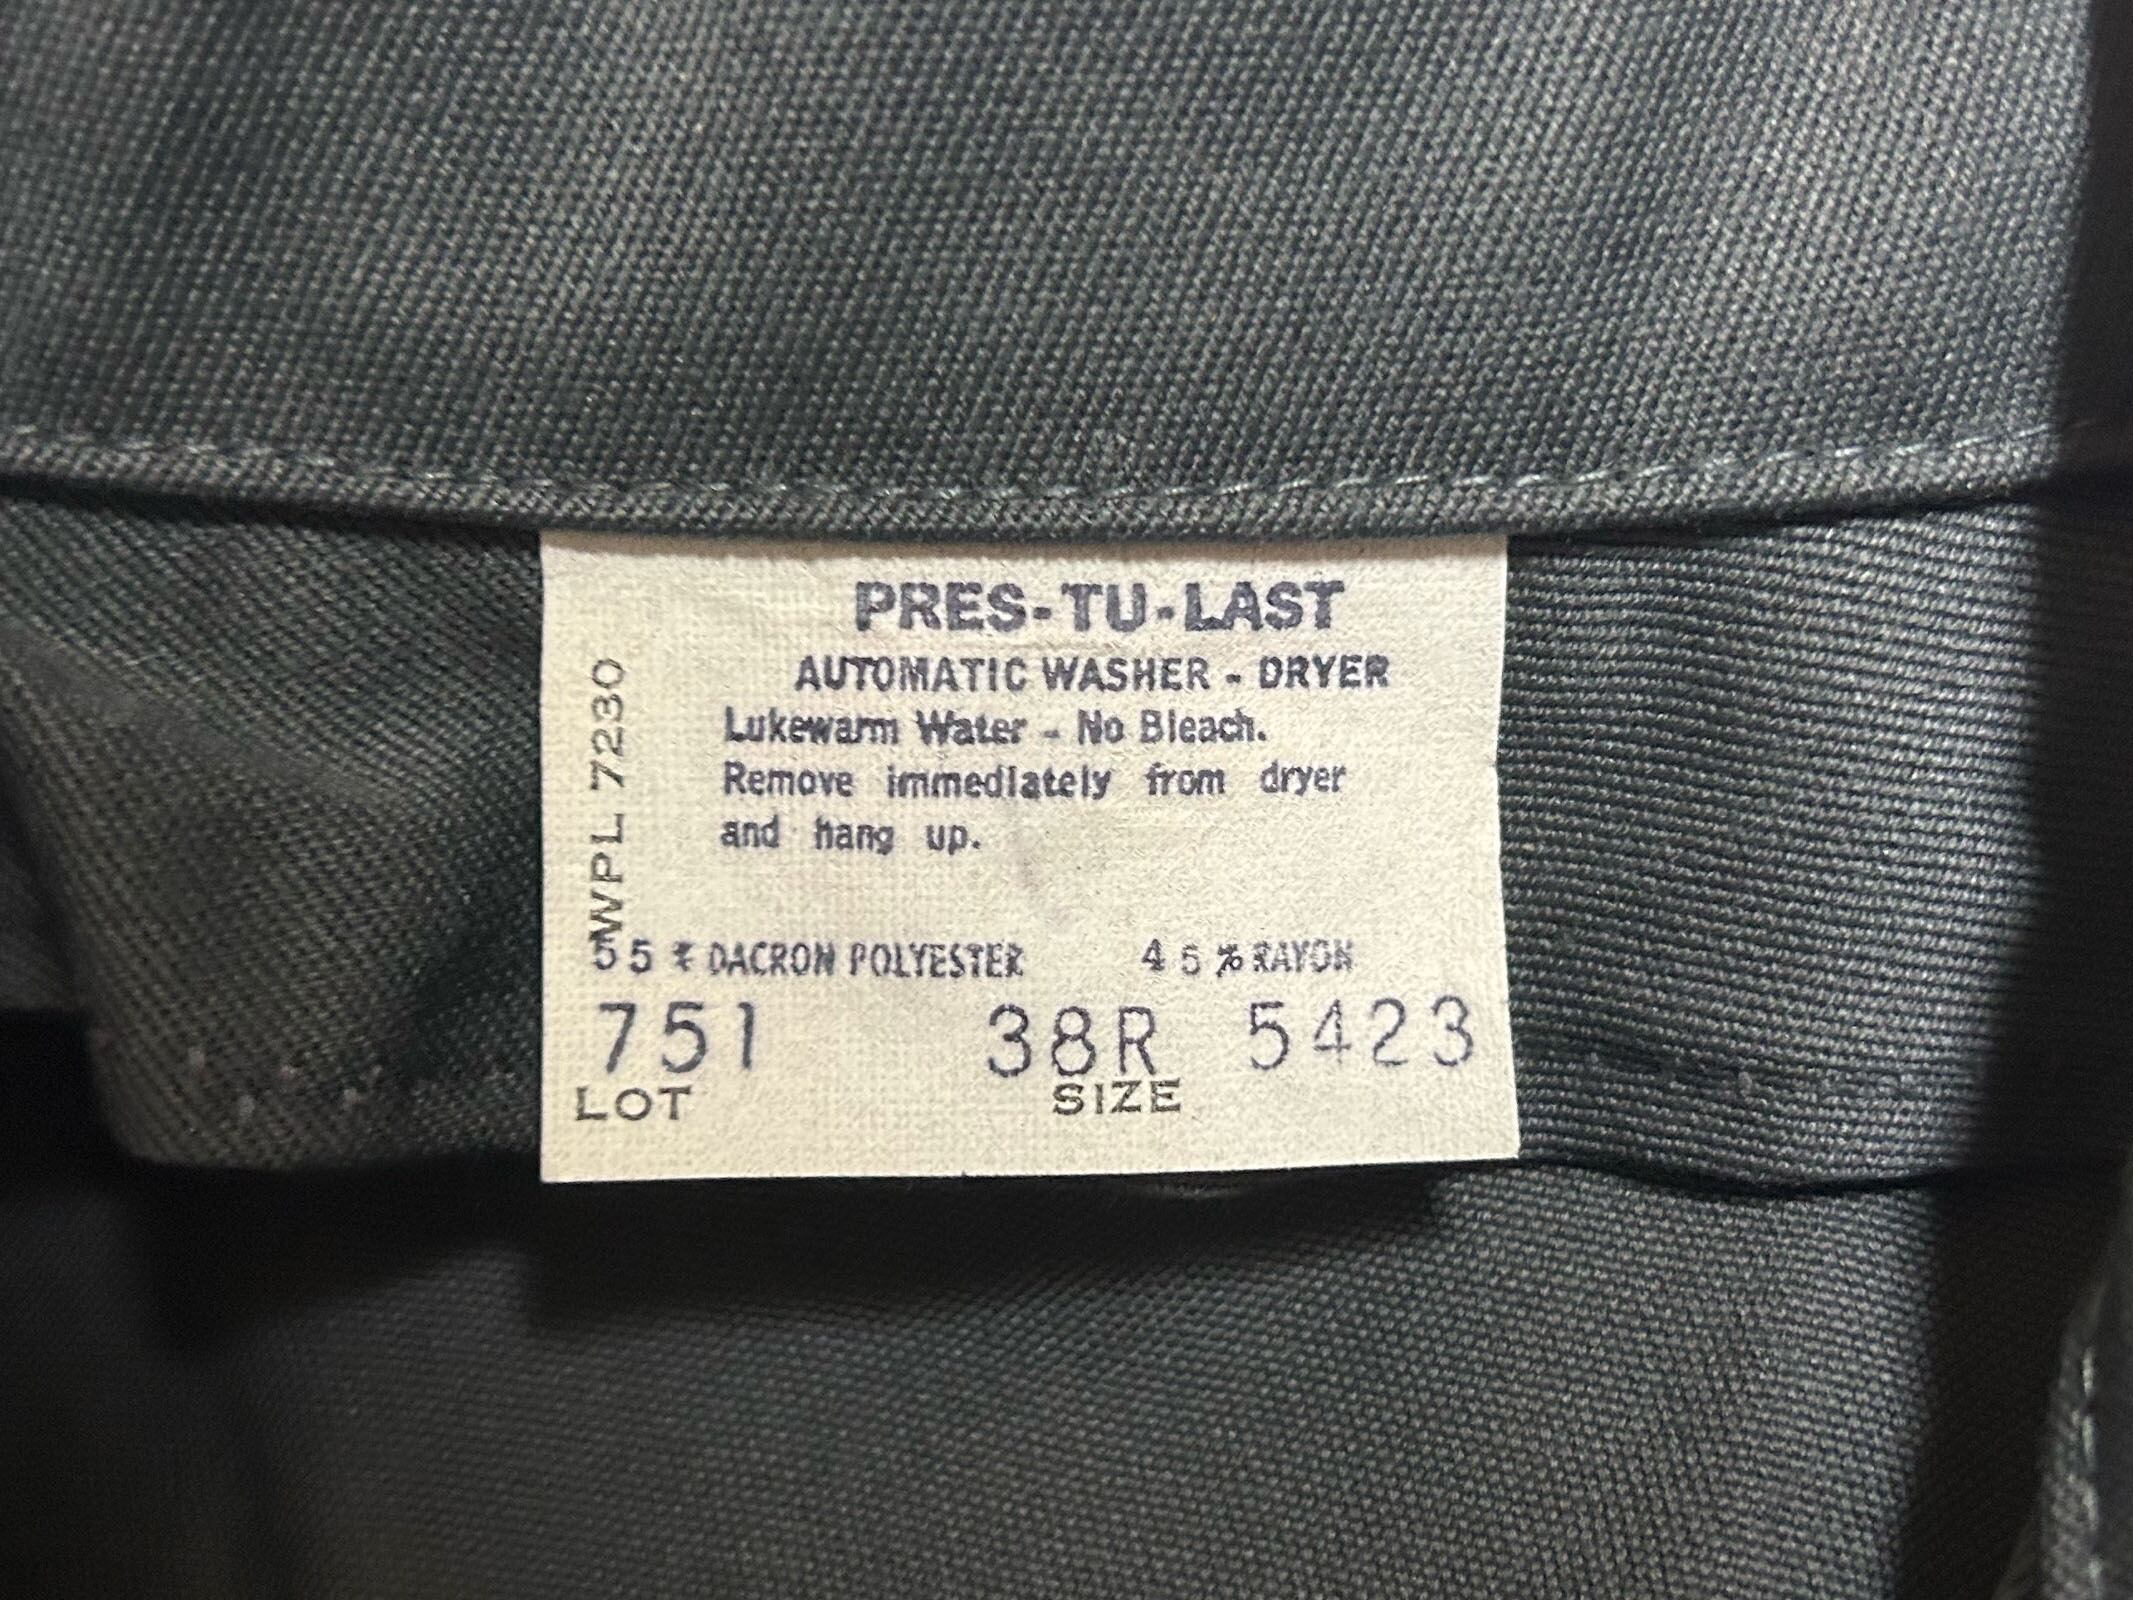 PRES-TU-LAST
AUTOMATIC WASHER - DRYER
Lukewarm Water - No Bleach.
Remove immediately from dryer
and hang up.
WPL 7230
55% DACRON POLYESTER 45% RAYON
751 38R 5423
LOT SIZE